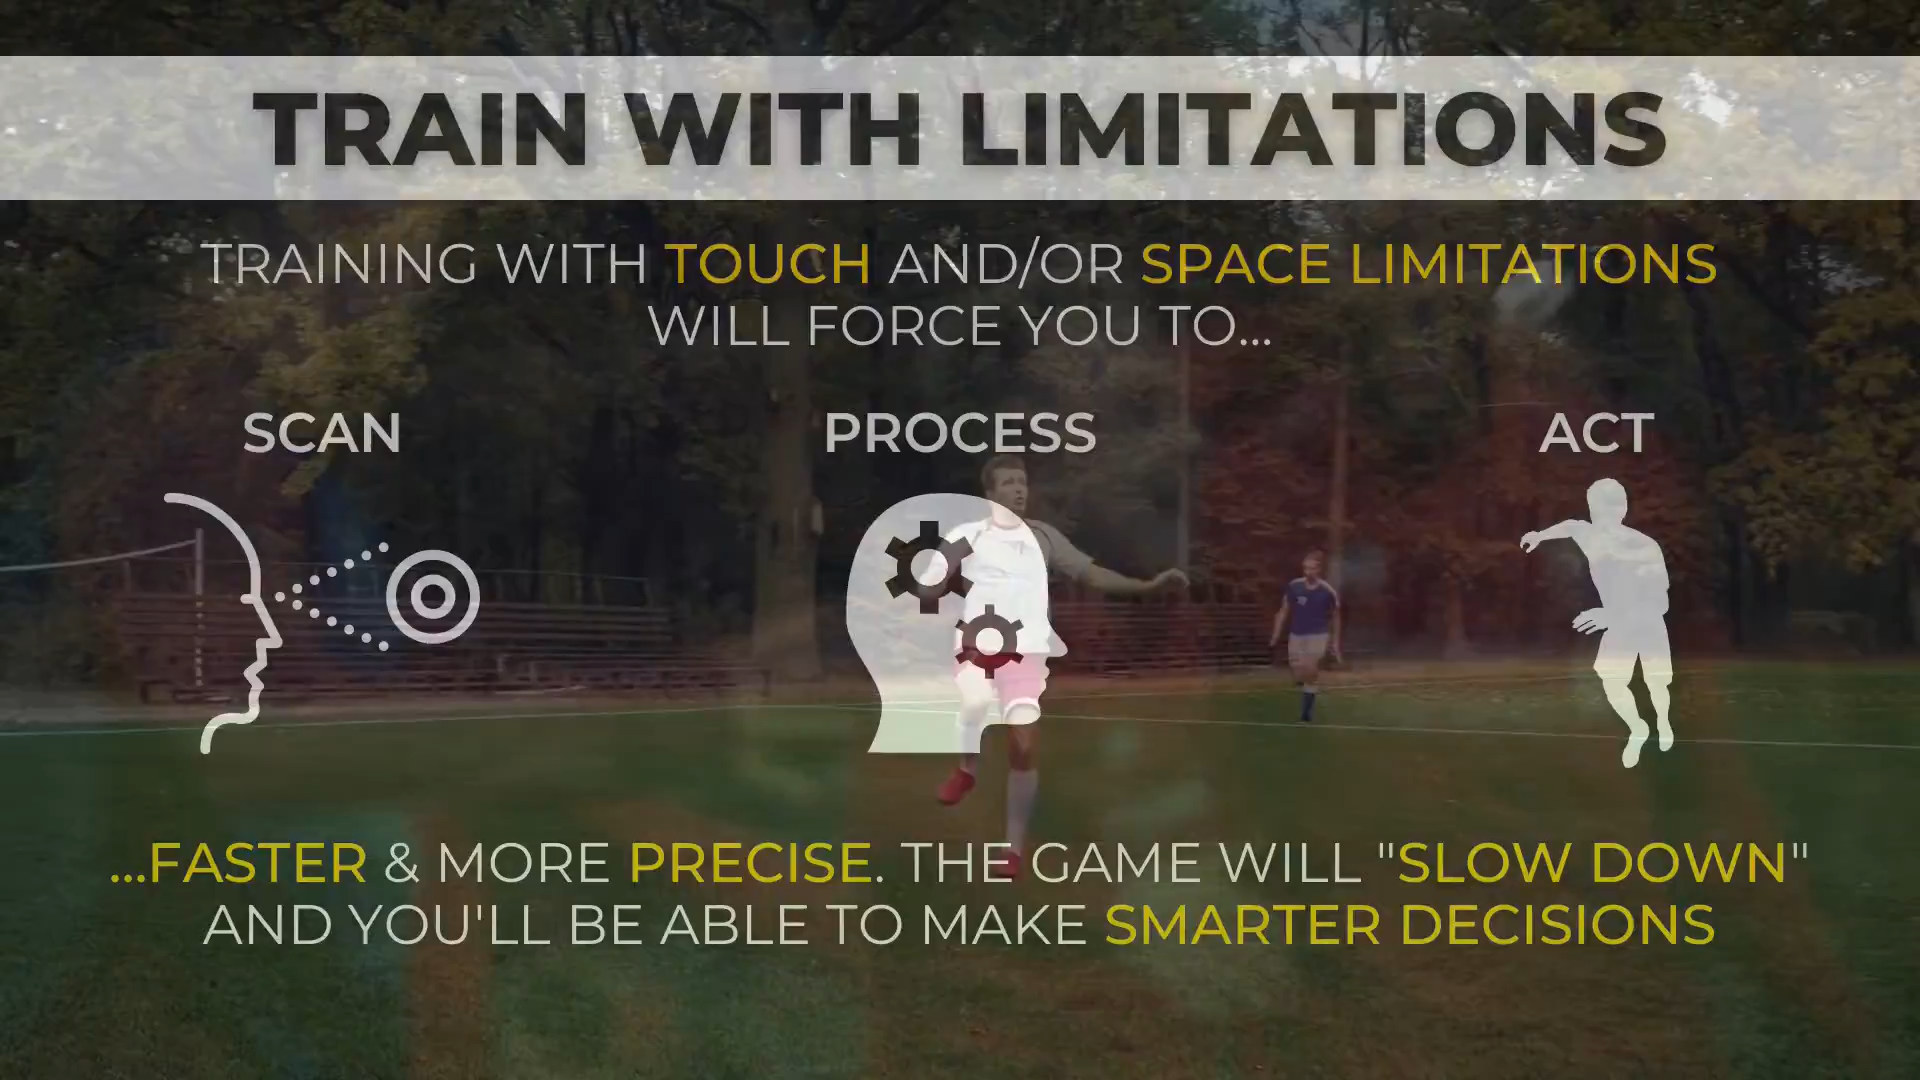 TRAIN WITH LIMITATIONS
TRAINING WITH TOUCH AND/OR SPACE LIMITATIONS
WILL FORCE YOU TO...
SCAN
PROCESS
ACT
...FASTER & MORE PRECISE. THE GAME WILL "SLOW DOWN"
AND YOU'LL BE ABLE TO MAKE SMARTER DECISIONS